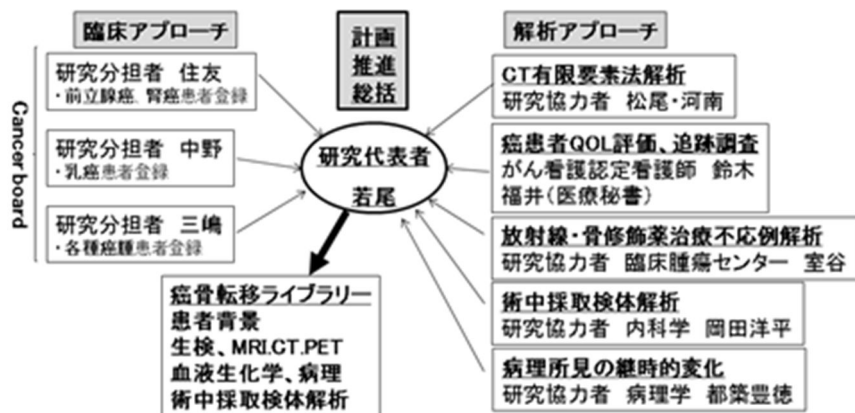 臨床アプローチ
Cancer board
研究分担者 住友
・前立腺癌、腎癌患者登録
研究分担者 中野
・乳癌患者登録
研究分担者 三嶋
・各種癌腫患者登録
計画
推進
総括
研究代表者
若尾
癌骨転移ライブラリー
患者背景
生検、MRI.CT.PET
血液生化学、病理
術中採取検体解析
解析アプローチ
CT有限要素法解析
研究協力者 松尾・河南
癌患者QOL評価、追跡調査
がん看護認定看護師 鈴木
福井(医療秘書)
放射線・骨修飾薬治療不応例解析
研究協力者 臨床腫瘍センター 室谷
術中採取検体解析
研究協力者 内科学 岡田洋平
病理所見の継時的変化
研究協力者 病理学 都築豊徳